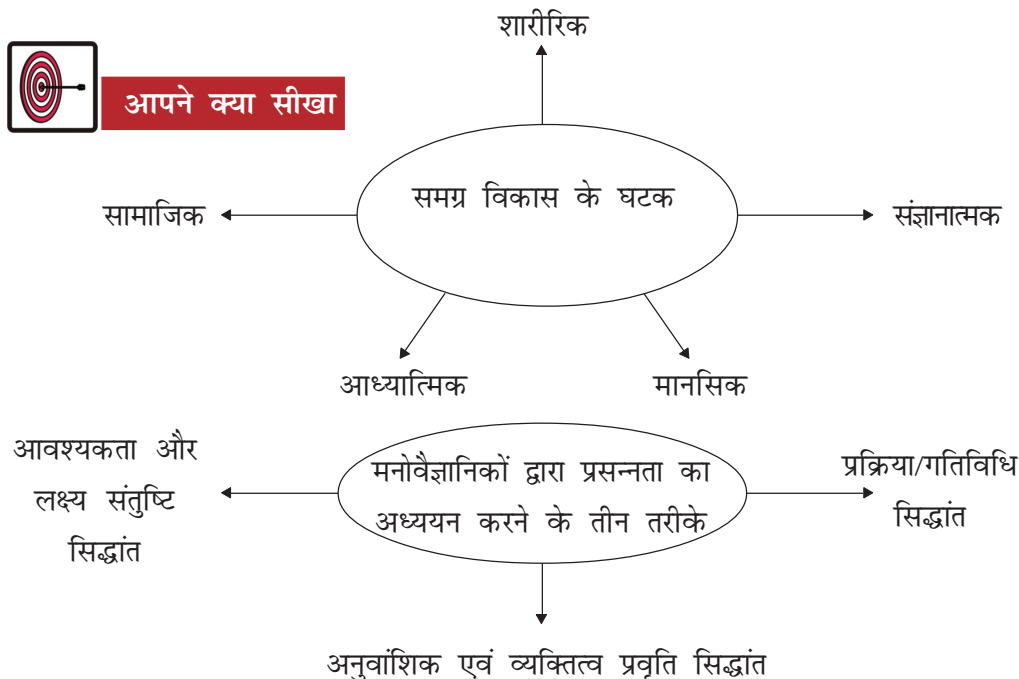 शारीरिक
आपने क्या सीखा
समग्र विकास के घटक
सामाजिक
संज्ञानात्मक
आध्यात्मिक
मानसिक
आवश्यकता और
लक्ष्य संतुष्टि
सिद्धांत
मनोवैज्ञानिकों द्वारा प्रसन्नता का
अध्ययन करने के तीन तरीके
प्रक्रिया/गतिविधि
सिद्धांत
अनुवांशिक एवं व्यक्तित्व प्रवृति सिद्धांत